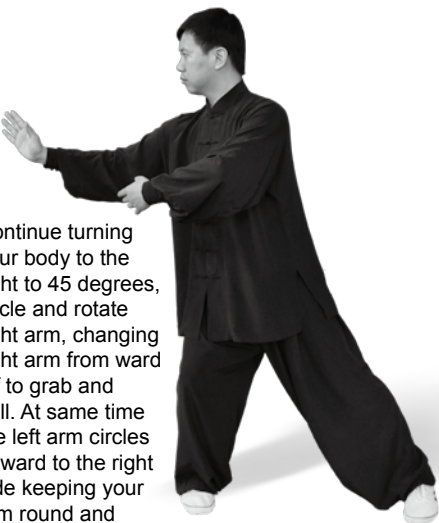 ontinue turning
ur body to the
ht to 45 degrees,
cle and rotate
ht arm, changing
ht arm from ward
f to grab and
ll. At same time
e left arm circles
ward to the right
de keeping your
m round and